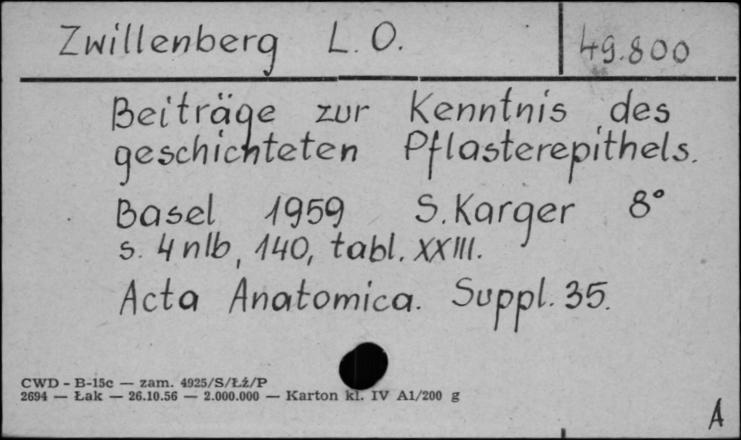 Zwillenberg L.O. 49.800
Beiträge zur Kenntnis des
geschichteten Pflasterepithels.
Basel 1959 S. Karger 8°
s. 4 nlb, 140, tabl. XXIII.
Acta Anatomica. Suppl. 35.
CWD - B-15c — zam. 4925/S/Łż/P
2694 — Łak — 26.10.56 — 2.000.000 — Karton kl. IV A1/200 g
A